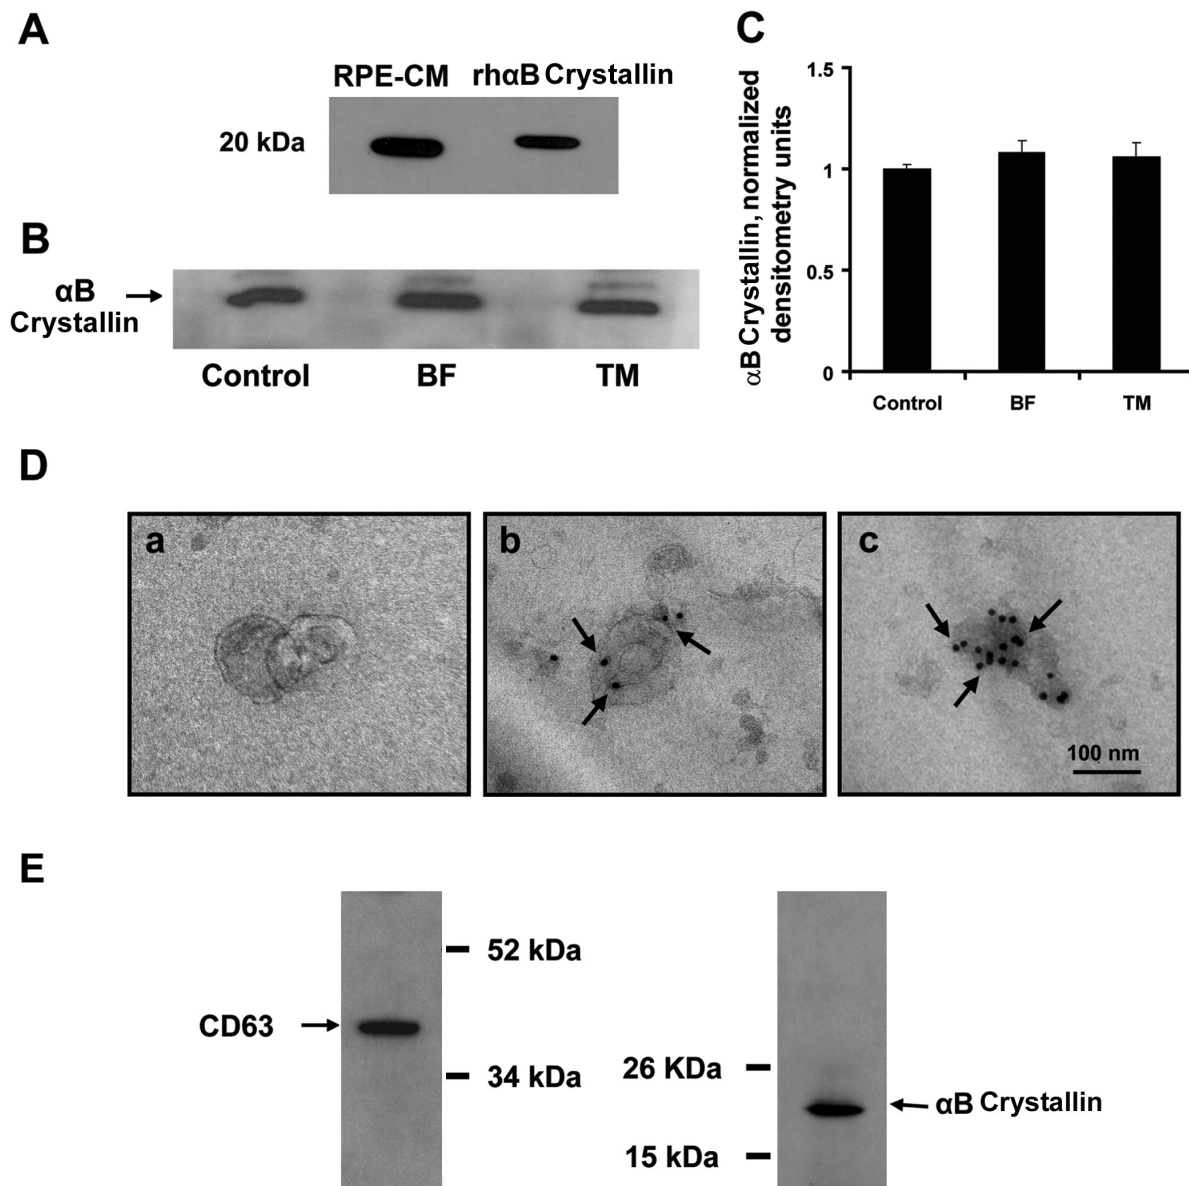 A
RPE-CM rhαB Crystallin
20 kDa
B
αB
Crystallin
Control BF TM
C
αB Crystallin, normalized
densitometry units
1.5
1
0.5
0
Control BF TM
D
a b c
100 nm
E
52 kDa
CD63
34 kDa
26 KDa
αB Crystallin
15 kDa